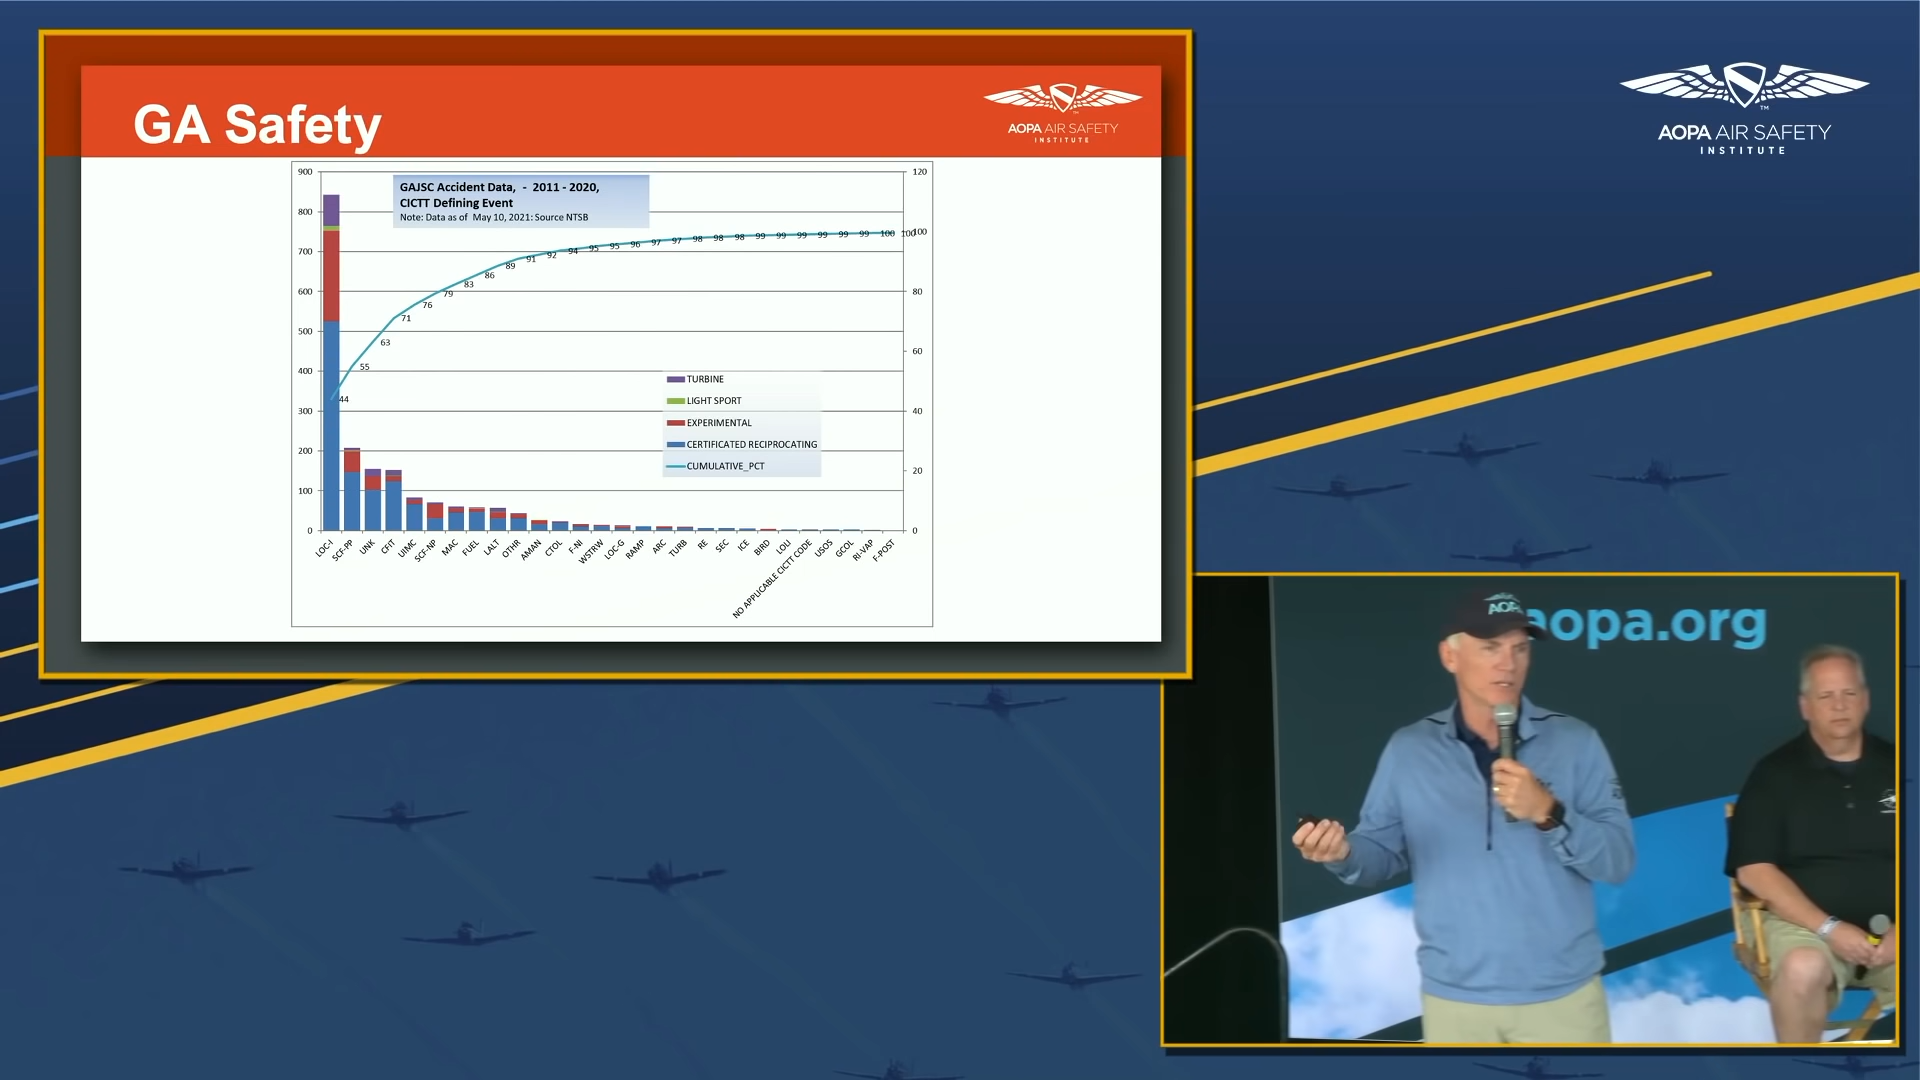 GA Safety
AOPA AIR SAFETY
INSTITUTE
TM
AOPA AIR SAFETY
INSTITUTE
GAJSC Accident Data, - 2011 - 2020,
CICTT Defining Event
Note: Data as of May 10, 2021: Source NTSB
900
800
700
600
500
400
300
200
100
0
120
100
80
60
40
20
0
44
55
63
71
76
79
83
86
89
91
92
94
95
95
96
97
97
98
98
98
99
99
99
99
99
99
100
100
TURBINE
LIGHT SPORT
EXPERIMENTAL
CERTIFICATED RECIPROCATING
CUMULATIVE_PCT
LOC-I
SCF-PP
UNK
CFIT
UIMC
SCF-NP
MAC
FUEL
LALT
OTHR
AMAN
CTOL
F-NI
WSTRW
LOC-G
RAMP
ARC
TURB
RE
SEC
ICE
BIRD
LOLI
NO APPLICABLE CICTT CODE
USOS
GCOL
RI-VAP
F-POST
aopa.org